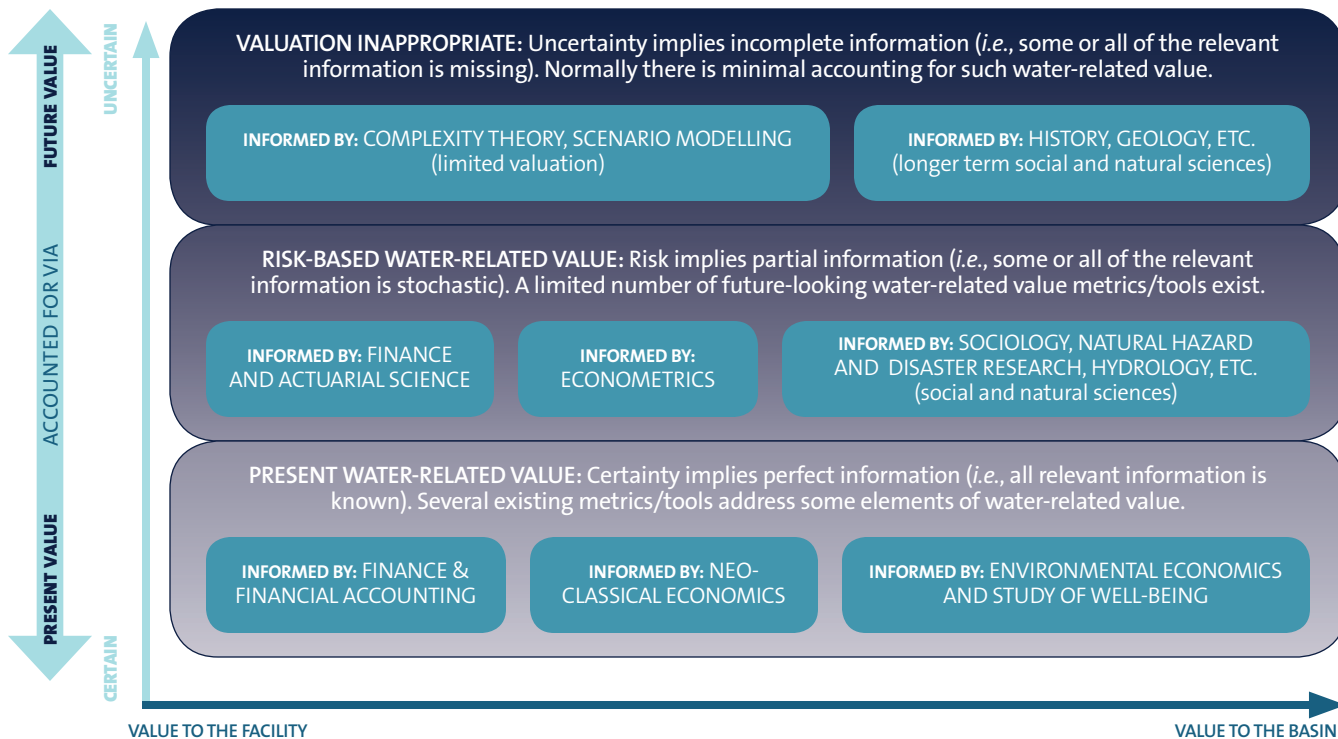 FUTURE VALUE
ACCOUNTED FOR VIA
PRESENT VALUE
UNCERTAIN
CERTAIN
VALUATION INAPPROPRIATE: Uncertainty implies incomplete information (i.e., some or all of the relevant
information is missing). Normally there is minimal accounting for such water-related value.
INFORMED BY: COMPLEXITY THEORY, SCENARIO MODELLING
(limited valuation)
INFORMED BY: HISTORY, GEOLOGY, ETC.
(longer term social and natural sciences)
RISK-BASED WATER-RELATED VALUE: Risk implies partial information (i.e., some or all of the relevant
information is stochastic). A limited number of future-looking water-related value metrics/tools exist.
INFORMED BY: FINANCE
AND ACTUARIAL SCIENCE
INFORMED BY:
ECONOMETRICS
INFORMED BY: SOCIOLOGY, NATURAL HAZARD
AND DISASTER RESEARCH, HYDROLOGY, ETC.
(social and natural sciences)
PRESENT WATER-RELATED VALUE: Certainty implies perfect information (i.e., all relevant information is
known). Several existing metrics/tools address some elements of water-related value.
INFORMED BY: FINANCE &
FINANCIAL ACCOUNTING
INFORMED BY: NEO-
CLASSICAL ECONOMICS
INFORMED BY: ENVIRONMENTAL ECONOMICS
AND STUDY OF WELL-BEING
VALUE TO THE FACILITY
VALUE TO THE BASIN